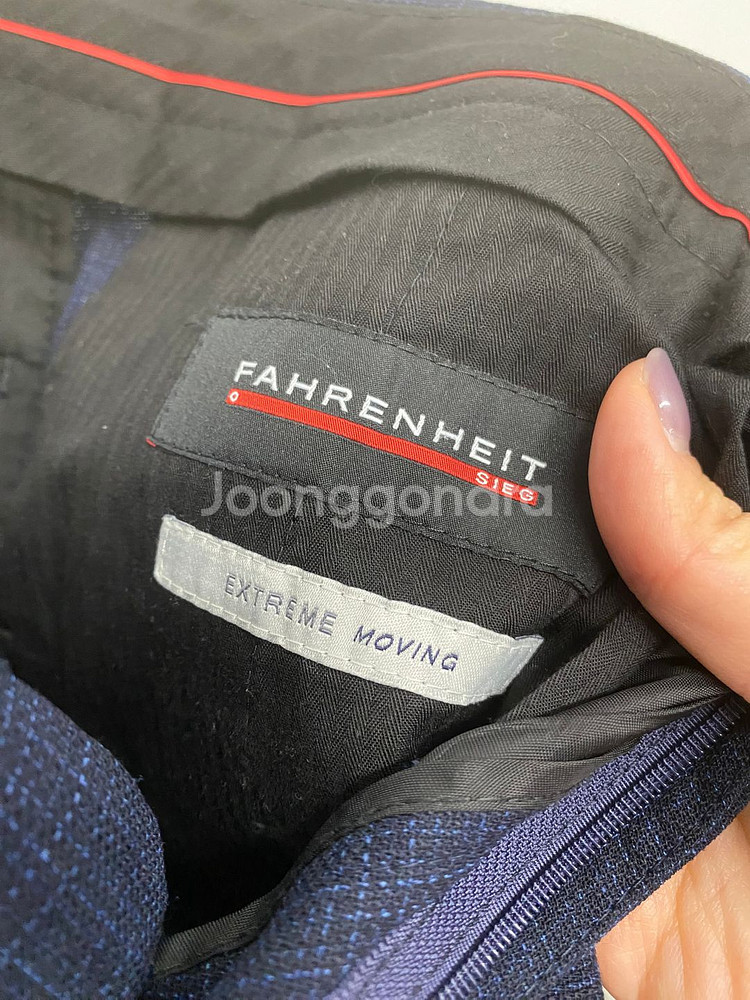 FAHRENHEIT
SIEG
Joonggonara
EXTREME MOVING